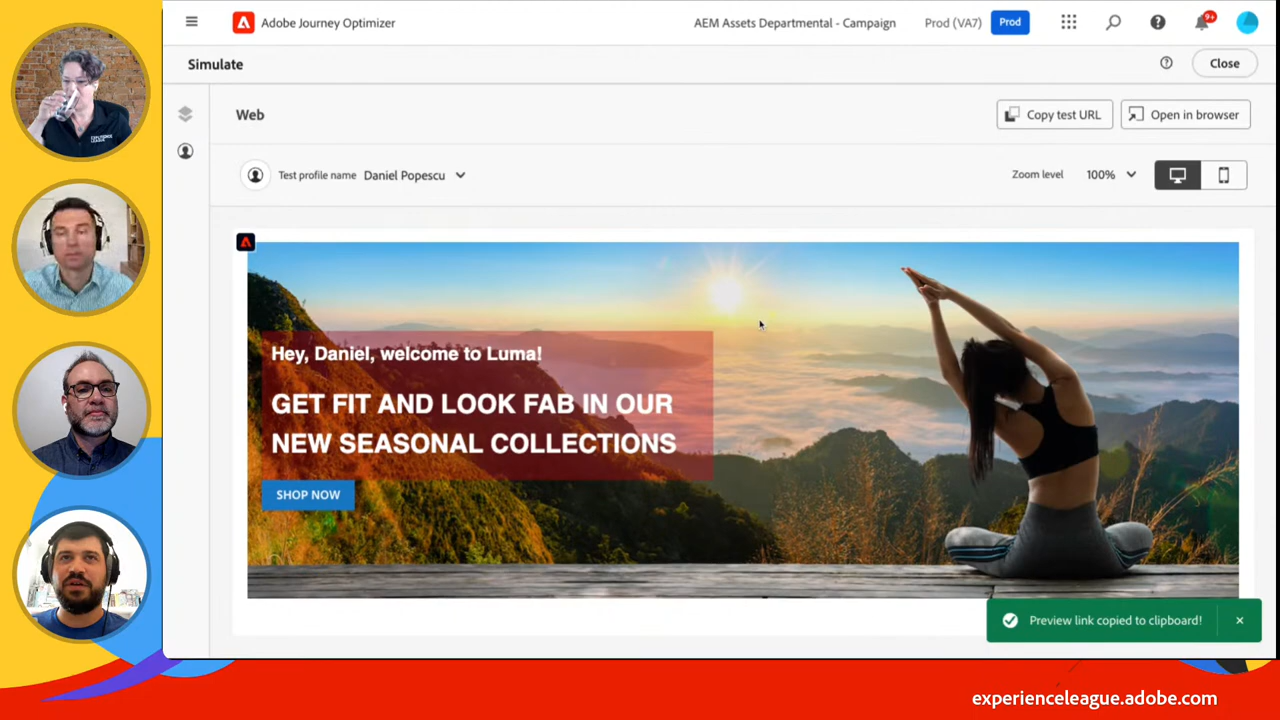 Adobe Journey Optimizer
AEM Assets Departmental - Campaign
Prod (VA7)
Prod
9+
Simulate
Close
Web
Copy test URL
Open in browser
Test profile name
Daniel Popescu
Zoom level
100%
Hey, Daniel, welcome to Luma!
GET FIT AND LOOK FAB IN OUR
NEW SEASONAL COLLECTIONS
SHOP NOW
Preview link copied to clipboard!
experienceleague.adobe.com